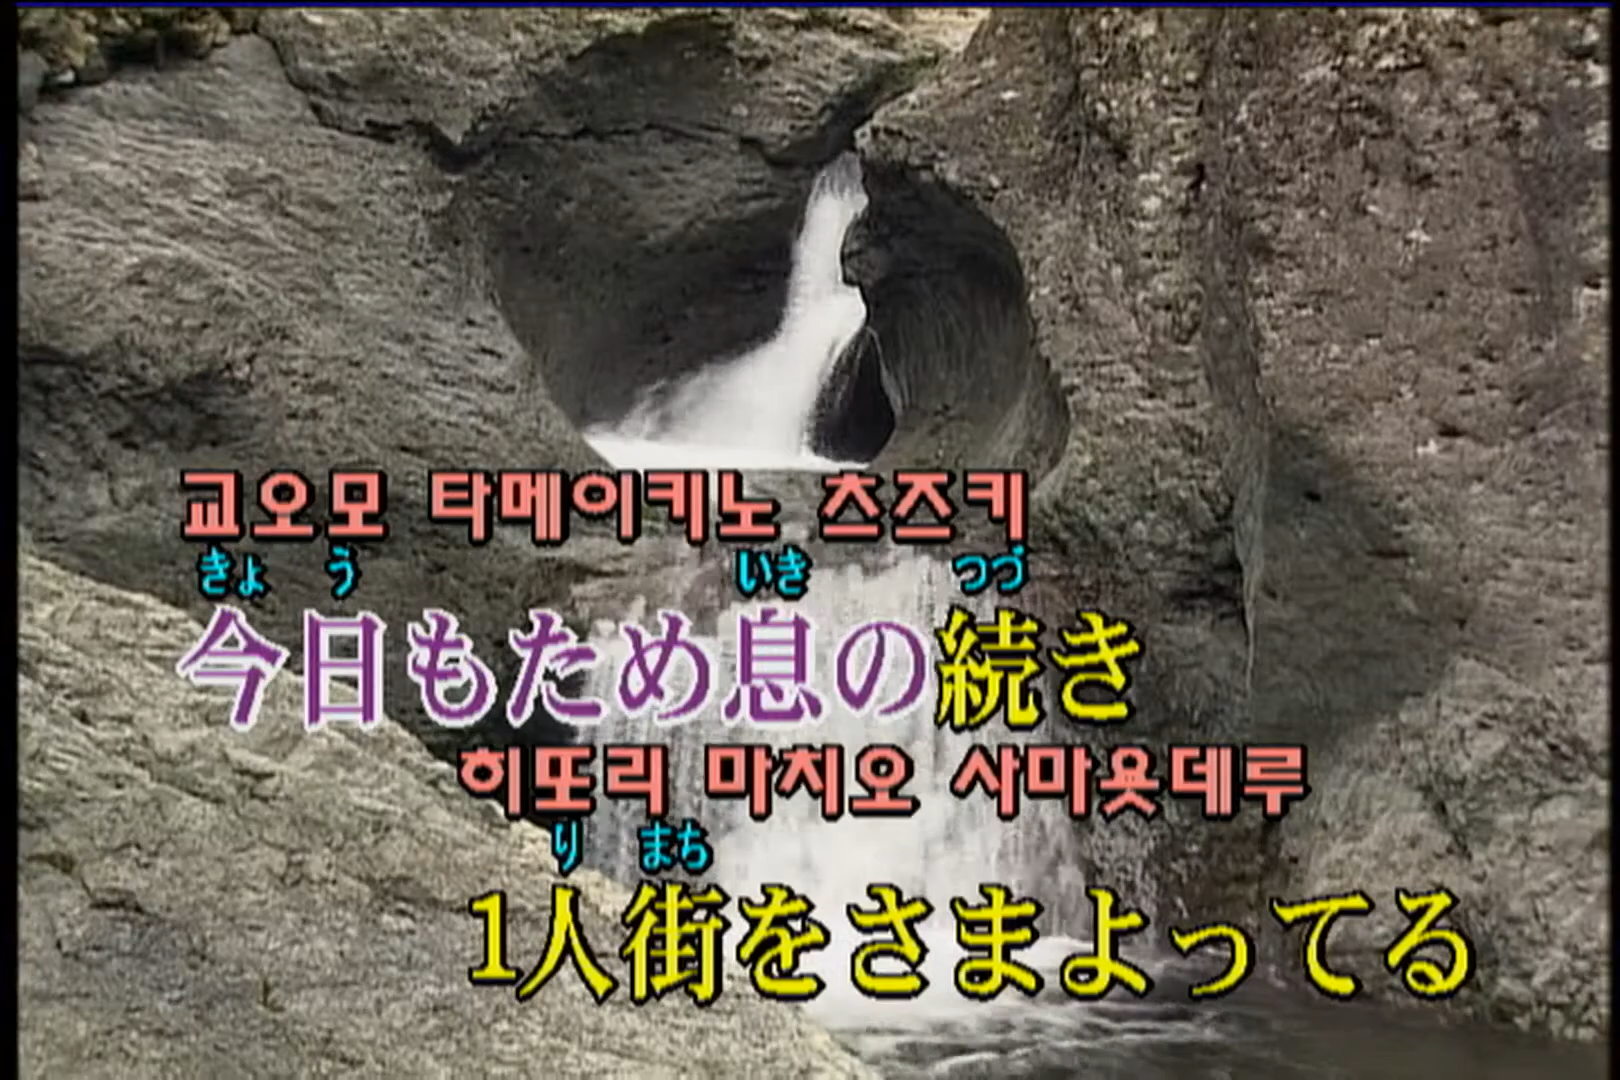 교오모 타메이키노 츠즈키
きょう いき つづ
今日もため息の続き
히또리 마치오 사마욧데루
り まち
1人街をさまよってる